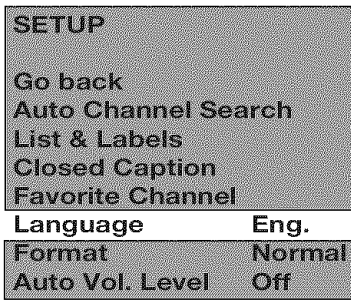 SETUP
Go back
Auto Channel Search
List & Labels
Closed Caption
Favorite Channel
Language Eng.
Format Normal
Auto Vol. Level Off